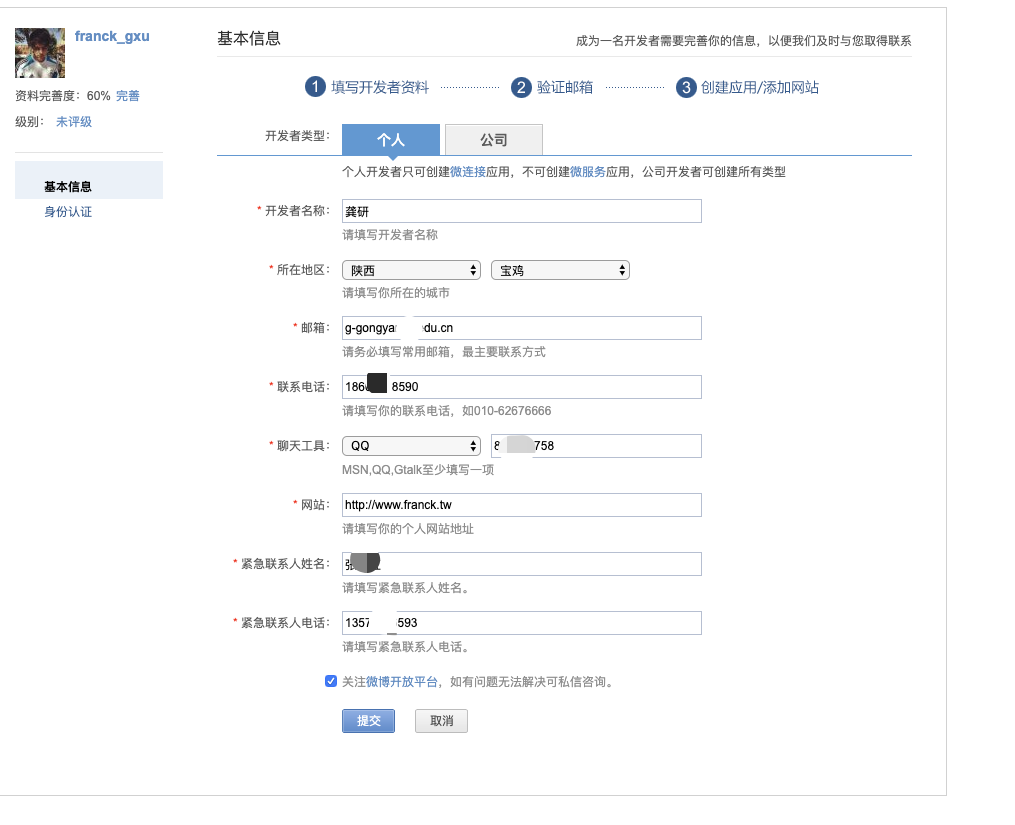 franck_gxu
资料完善度：60% 完善
级别： 未评级
基本信息
身份认证
基本信息
成为一名开发者需要完善你的信息，以便我们及时与您取得联系
1 填写开发者资料 2 验证邮箱 3 创建应用/添加网站
开发者类型： 个人 公司
个人开发者只可创建微连接应用，不可创建微服务应用，公司开发者可创建所有类型
* 开发者名称： 龚研
请填写开发者名称
* 所在地区： 陕西 宝鸡
请填写你所在的城市
* 邮箱： g-gongya du.cn
请务必填写常用邮箱，最主要联系方式
* 联系电话： 186 8590
请填写你的联系电话，如010-62676666
* 聊天工具： QQ 8 758
MSN,QQ,Gtalk至少填写一项
* 网站： http://www.franck.tw
请填写你的个人网站地址
* 紧急联系人姓名： 张
请填写紧急联系人姓名。
* 紧急联系人电话： 1357 593
请填写紧急联系人电话。
关注微博开放平台，如有问题无法解决可私信咨询。
提交 取消